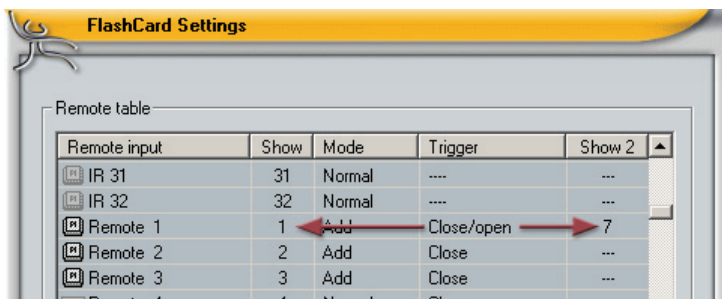 FlashCard Settings
Remote table
Remote input Show Mode Trigger Show 2
IR 31 31 Normal ---- ---
IR 32 32 Normal ---- ---
Remote 1 1 Add Close/open 7
Remote 2 2 Add Close ---
Remote 3 3 Add Close ---